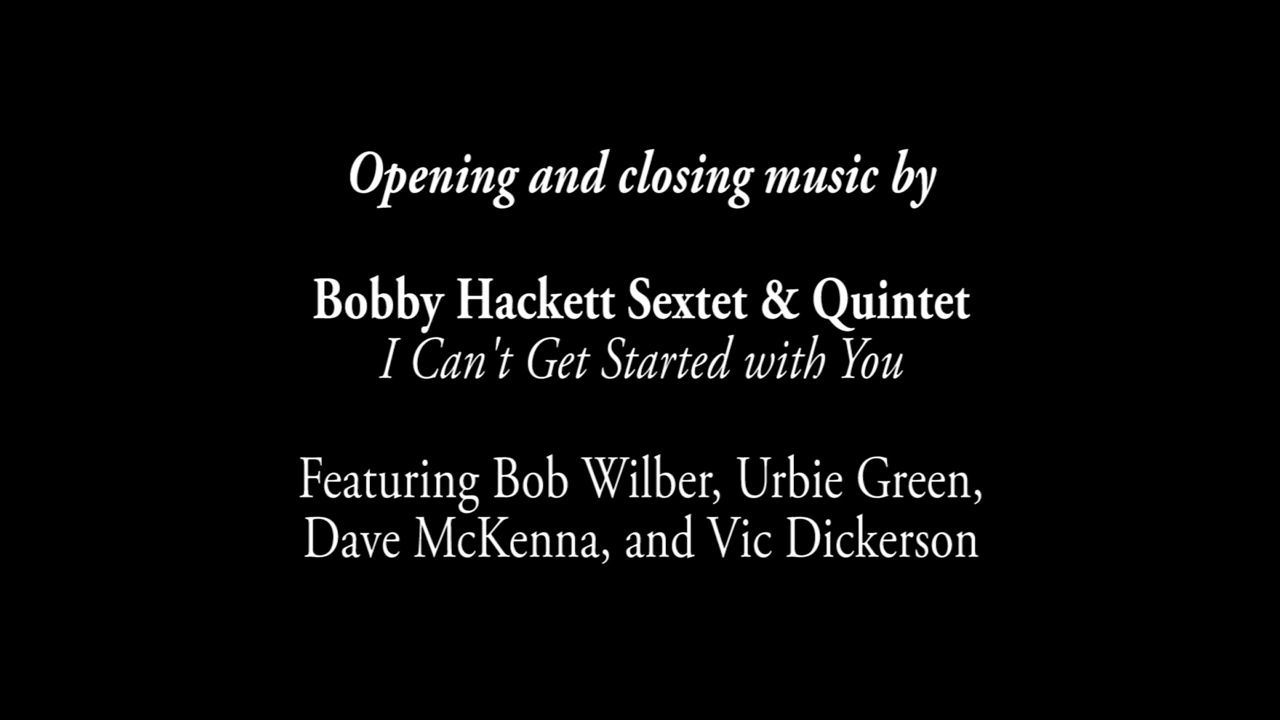 Opening and closing music by
Bobby Hackett Sextet & Quintet
I Can't Get Started with You
Featuring Bob Wilber, Urbie Green,
Dave McKenna, and Vic Dickerson